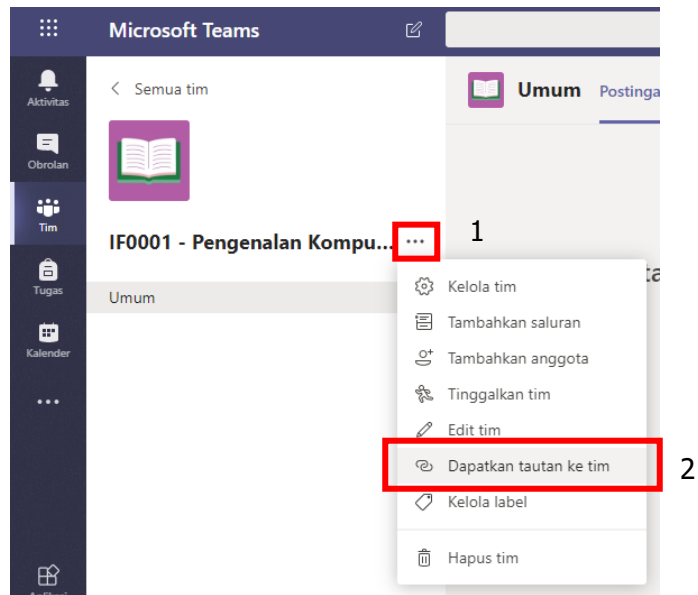 Microsoft Teams
Aktivitas
Obrolan
Tim
Tugas
Kalender
Semua tim
IF0001 - Pengenalan Kompu...
Umum
Umum Postinga
1
Kelola tim
Tambahkan saluran
Tambahkan anggota
Tinggalkan tim
Edit tim
Dapatkan tautan ke tim
2
Kelola label
Hapus tim